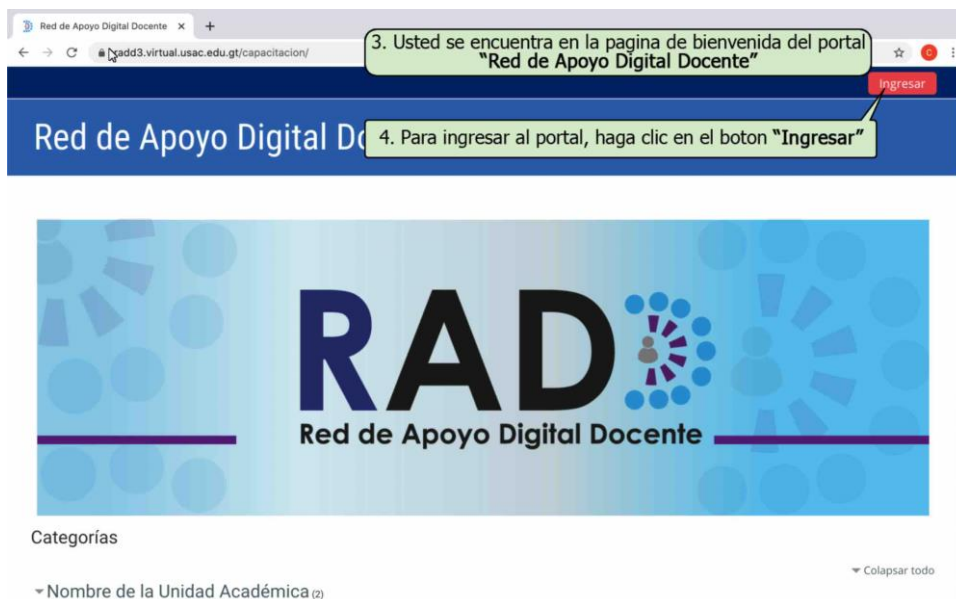 Red de Apoyo Digital Docente
radd3.virtual.usac.edu.gt/capacitacion/
3. Usted se encuentra en la pagina de bienvenida del portal
“Red de Apoyo Digital Docente”
Ingresar
Red de Apoyo Digital Do
4. Para ingresar al portal, haga clic en el boton “Ingresar”
RADD
Red de Apoyo Digital Docente
Categorías
Colapsar todo
Nombre de la Unidad Académica (2)